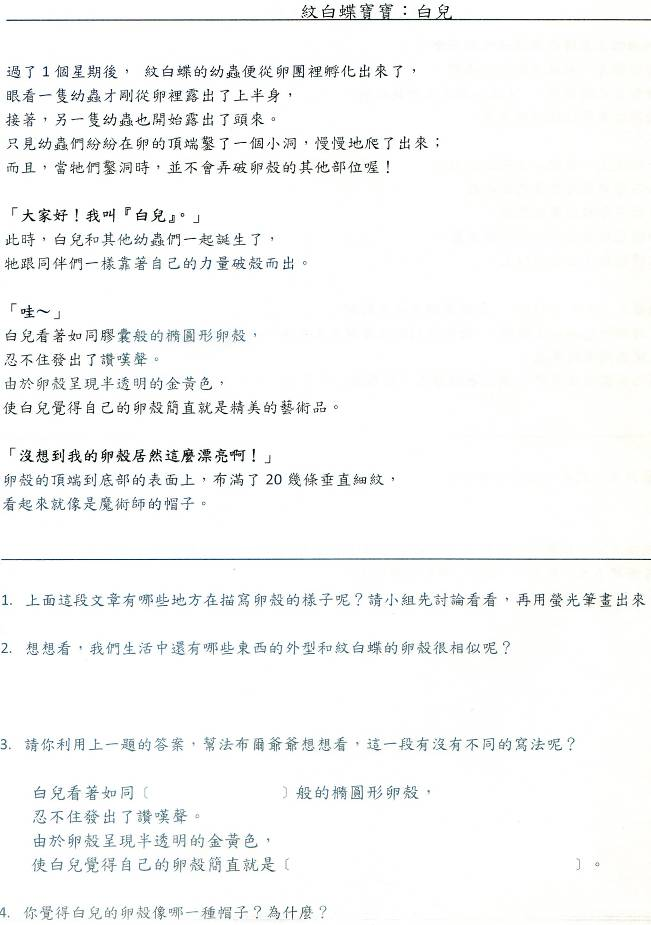 紋白蝶寶寶：白兒
過了 1 個星期後， 紋白蝶的幼蟲便從卵團裡孵化出來了，
眼看一隻幼蟲才剛從卵裡露出了上半身，
接著，另一隻幼蟲也開始露出了頭來。
只見幼蟲們紛紛在卵的頂端鑿了一個小洞，慢慢地爬了出來；
而且，當牠們鑿洞時，並不會弄破卵殼的其他部位喔！
「大家好！我叫『白兒』。」
此時，白兒和其他幼蟲們一起誕生了，
牠跟同伴們一樣靠著自己的力量破殼而出。
「哇～」
白兒看著如同膠囊般的橢圓形卵殼，
忍不住發出了讚嘆聲。
由於卵殼呈現半透明的金黃色，
使白兒覺得自己的卵殼簡直就是精美的藝術品。
「沒想到我的卵殼居然這麼漂亮啊！」
卵殼的頂端到底部的表面上，布滿了 20 幾條垂直細紋，
看起來就像是魔術師的帽子。
1. 上面這段文章有哪些地方在描寫卵殼的樣子呢？請小組先討論看看，再用螢光筆畫出來
2. 想想看，我們生活中還有哪些東西的外型和紋白蝶的卵殼很相似呢？
3. 請你利用上一題的答案，幫法布爾爺爺想想看，這一段有沒有不同的寫法呢？
白兒看著如同〔 〕般的橢圓形卵殼，
忍不住發出了讚嘆聲。
由於卵殼呈現半透明的金黃色，
使白兒覺得自己的卵殼簡直就是〔 〕。
4. 你覺得白兒的卵殼像哪一種帽子？為什麼？